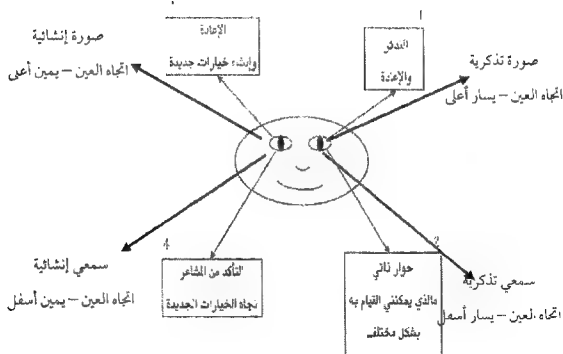 1
الإعادة
وإنشاء خيارات جديدة
التدفق
والإعادة
صورة تذكرية
اتجاه العين – يسار أعلى
صورة إنشائية
اتجاه العين – يمين أعلى
2
حوار ذاتي
مالذي يمكنني القيام به
بشكل مختلف
سمعي تذكرية
اتجاه العين – يسار أسفل
4
التأكد من المشاعر
تجاه الخيارات الجديدة
سمعي إنشائية
اتجاه العين – يمين أسفل